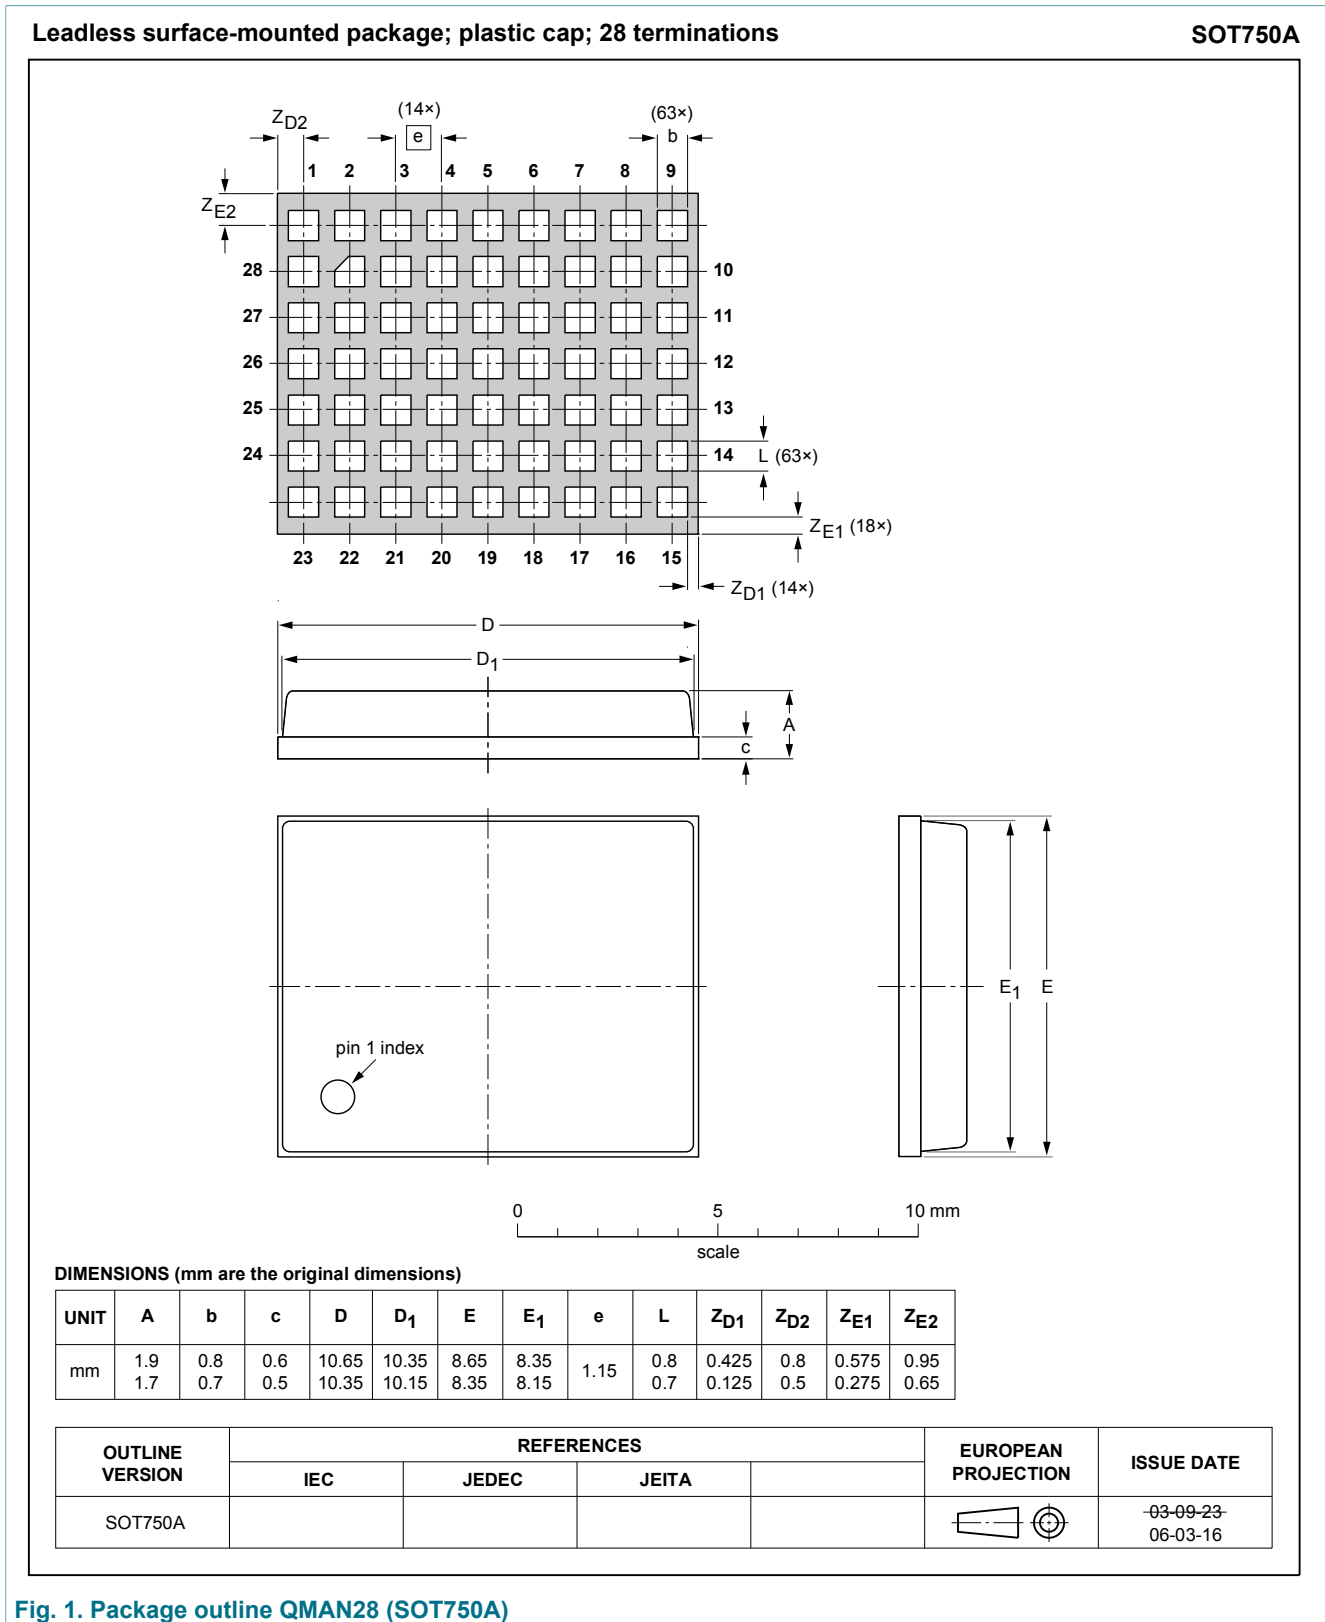 Leadless surface-mounted package; plastic cap; 28 terminations SOT750A
ZD2 (14×) e (63×) b
1 2 3 4 5 6 7 8 9
ZE2
28 10
27 11
26 12
25 13
24 14 L (63×)
ZE1 (18×)
23 22 21 20 19 18 17 16 15
ZD1 (14×)
D
D1
A
c
E1 E
pin 1 index
0 5 10 mm
scale
DIMENSIONS (mm are the original dimensions)
UNIT A b c D D1 E E1 e L ZD1 ZD2 ZE1 ZE2
mm 1.9 0.8 0.6 10.65 10.35 8.65 8.35 1.15 0.8 0.425 0.8 0.575 0.95
1.7 0.7 0.5 10.35 10.15 8.35 8.15 0.7 0.125 0.5 0.275 0.65
OUTLINE VERSION REFERENCES EUROPEAN PROJECTION ISSUE DATE
IEC JEDEC JEITA
SOT750A 03-09-23
06-03-16
Fig. 1. Package outline QMAN28 (SOT750A)